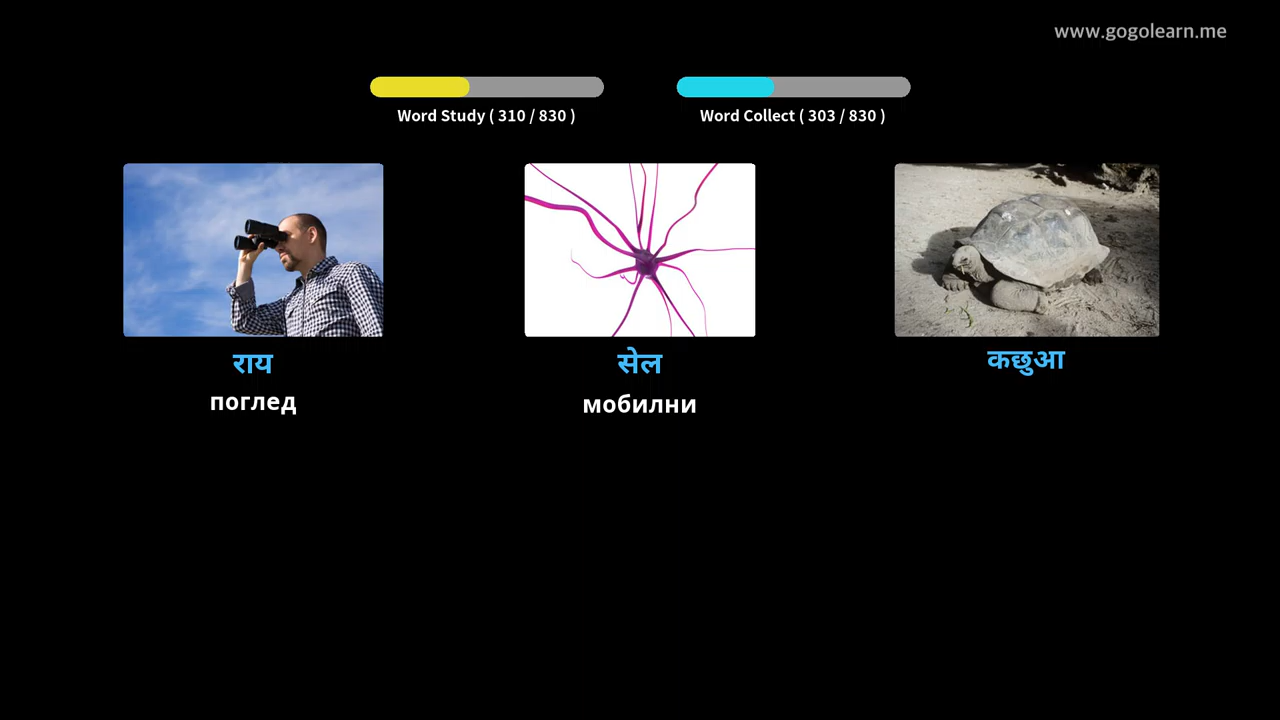 www.gogolearn.me
Word Study ( 310 / 830 )
Word Collect ( 303 / 830 )
राय
सेल
कछुआ
поглед
мобилни